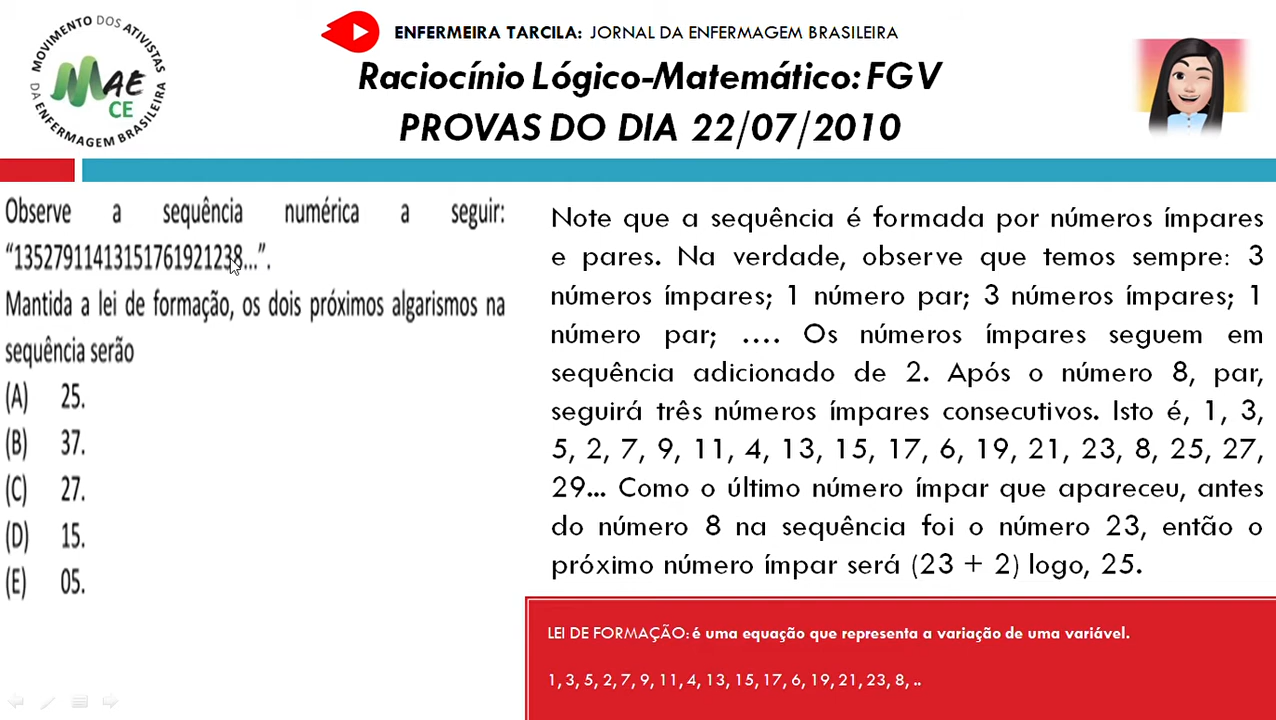 MOVIMENTO DOS ATIVISTAS
DA ENFERMAGEM BRASILEIRA
MAE
CE
ENFERMEIRA TARCILA: JORNAL DA ENFERMAGEM BRASILEIRA
Raciocínio Lógico-Matemático: FGV
PROVAS DO DIA 22/07/2010
Observe a sequência numérica a seguir:
“13527911413151761921238...”.
Mantida a lei de formação, os dois próximos algarismos na
sequência serão
(A) 25.
(B) 37.
(C) 27.
(D) 15.
(E) 05.
Note que a sequência é formada por números ímpares
e pares. Na verdade, observe que temos sempre: 3
números ímpares; 1 número par; 3 números ímpares; 1
número par; .... Os números ímpares seguem em
sequência adicionado de 2. Após o número 8, par,
seguirá três números ímpares consecutivos. Isto é, 1, 3,
5, 2, 7, 9, 11, 4, 13, 15, 17, 6, 19, 21, 23, 8, 25, 27,
29... Como o último número ímpar que apareceu, antes
do número 8 na sequência foi o número 23, então o
próximo número ímpar será (23 + 2) logo, 25.
LEI DE FORMAÇÃO: é uma equação que representa a variação de uma variável.
1, 3, 5, 2, 7, 9, 11, 4, 13, 15, 17, 6, 19, 21, 23, 8, ..